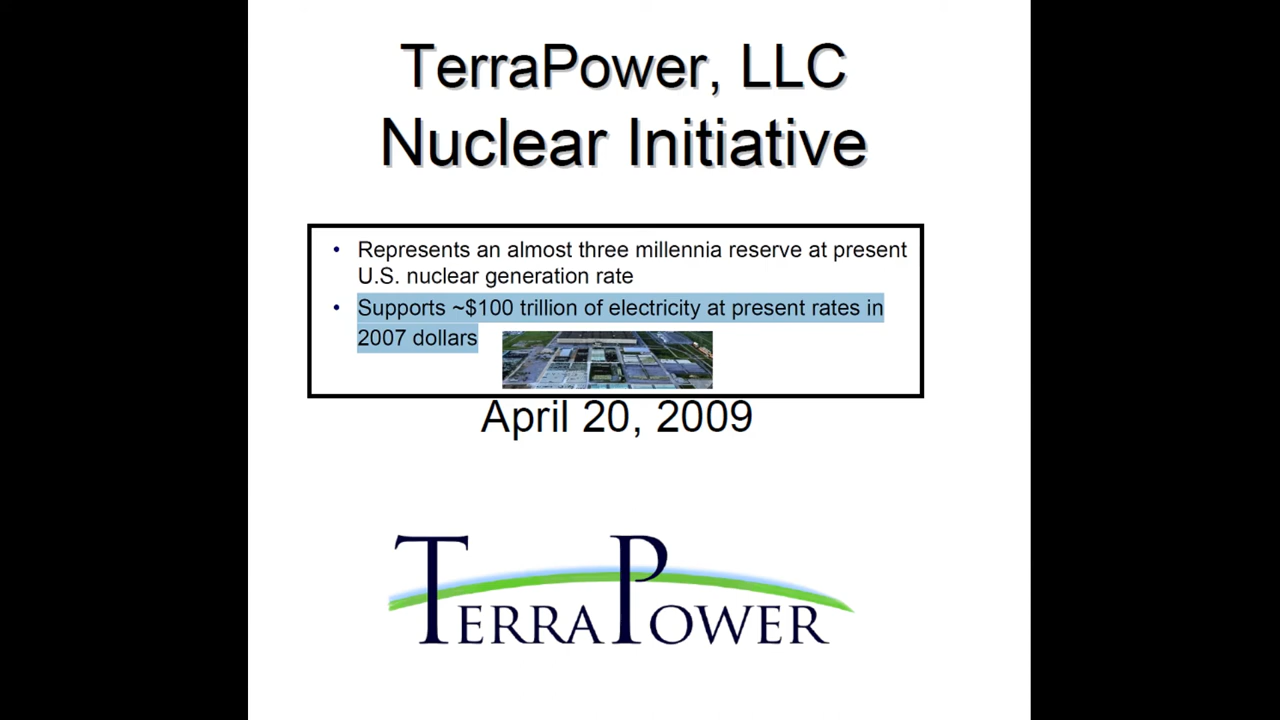 TerraPower, LLC
Nuclear Initiative
• Represents an almost three millennia reserve at present
U.S. nuclear generation rate
• Supports ~$100 trillion of electricity at present rates in
2007 dollars
April 20, 2009
TERRAPOWER